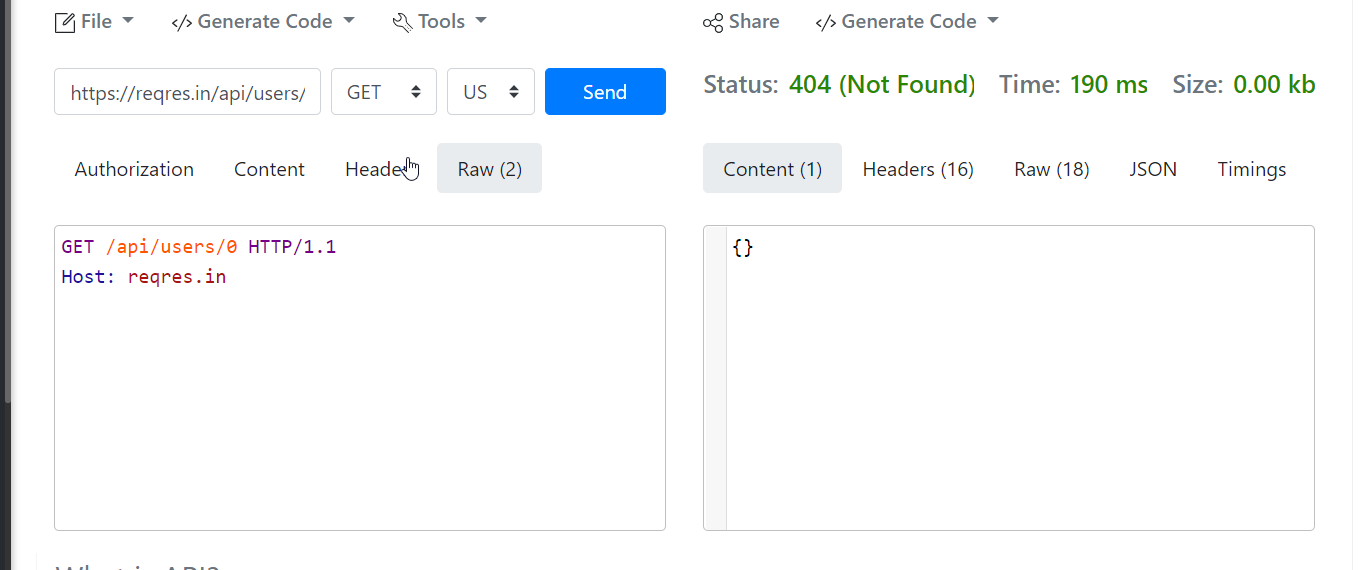 File </> Generate Code Tools Share </> Generate Code
https://reqres.in/api/users/ GET US Send Status: 404 (Not Found) Time: 190 ms Size: 0.00 kb
Authorization Content Header Raw (2) Content (1) Headers (16) Raw (18) JSON Timings
GET /api/users/0 HTTP/1.1
Host: reqres.in
{}